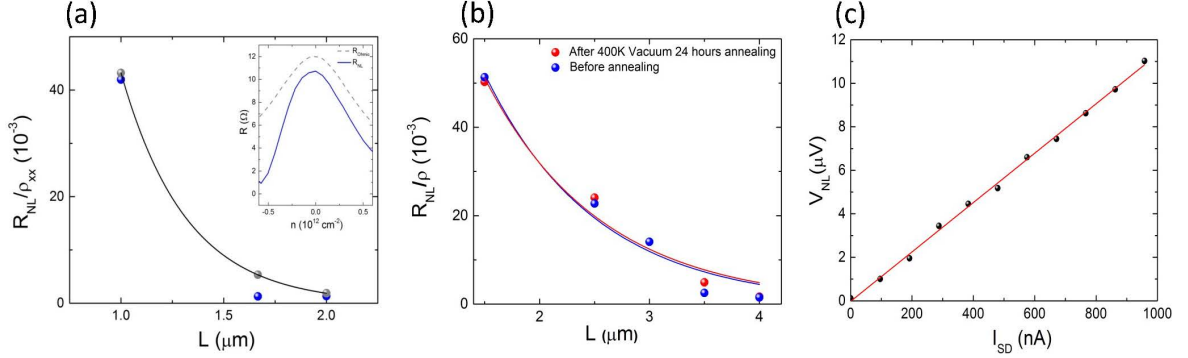 (a)
40
20
0
1.0
1.5
2.0
L (μm)
R_NL/ρ_xx (10⁻³)
12
10
8
6
4
2
0
-0.5
0.0
0.5
n (10¹² cm⁻²)
R (Ω)
R_Ohmic
R_NL
(b)
60
40
20
0
2
3
4
L (μm)
R_NL/ρ (10⁻³)
After 400K Vacuum 24 hours annealing
Before annealing
(c)
12
10
8
6
4
2
0
0
200
400
600
800
1000
I_SD (nA)
V_NL(μV)